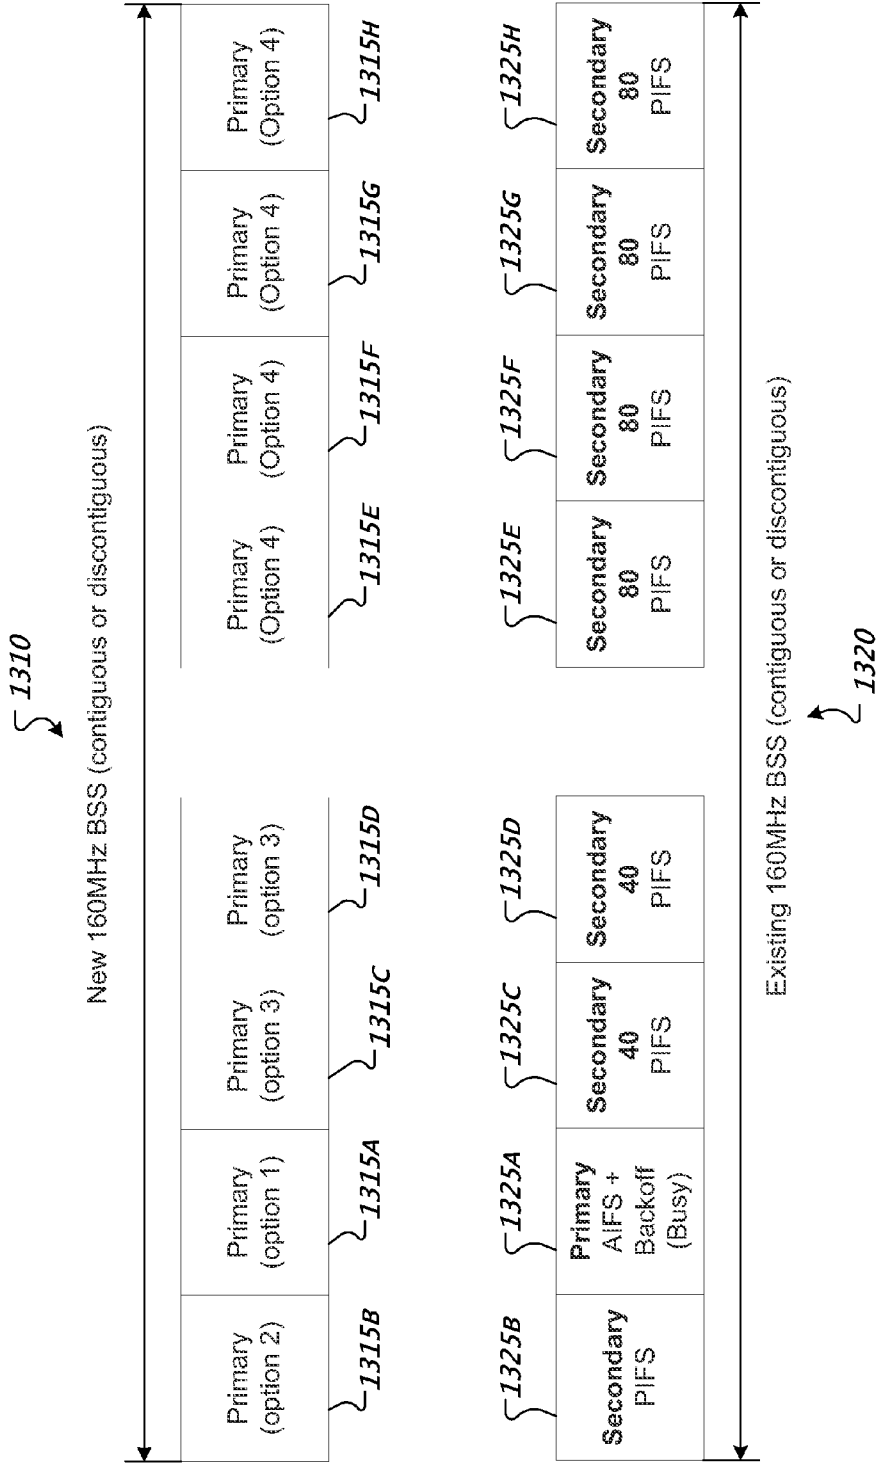 1310
New 160MHz BSS (contiguous or discontiguous)
Primary
(option 2)
Primary
(option 1)
Primary
(option 3)
Primary
(option 3)
Primary
(Option 4)
Primary
(Option 4)
Primary
(Option 4)
Primary
(Option 4)
1315B
1315A
1315C
1315D
1315E
1315F
1315G
1315H
1325B
1325A
1325C
1325D
1325E
1325F
1325G
1325H
Secondary
PIFS
Primary
AIFS +
Backoff
(Busy)
Secondary
40
PIFS
Secondary
40
PIFS
Secondary
80
PIFS
Secondary
80
PIFS
Secondary
80
PIFS
Secondary
80
PIFS
Existing 160MHz BSS (contiguous or discontiguous)
1320